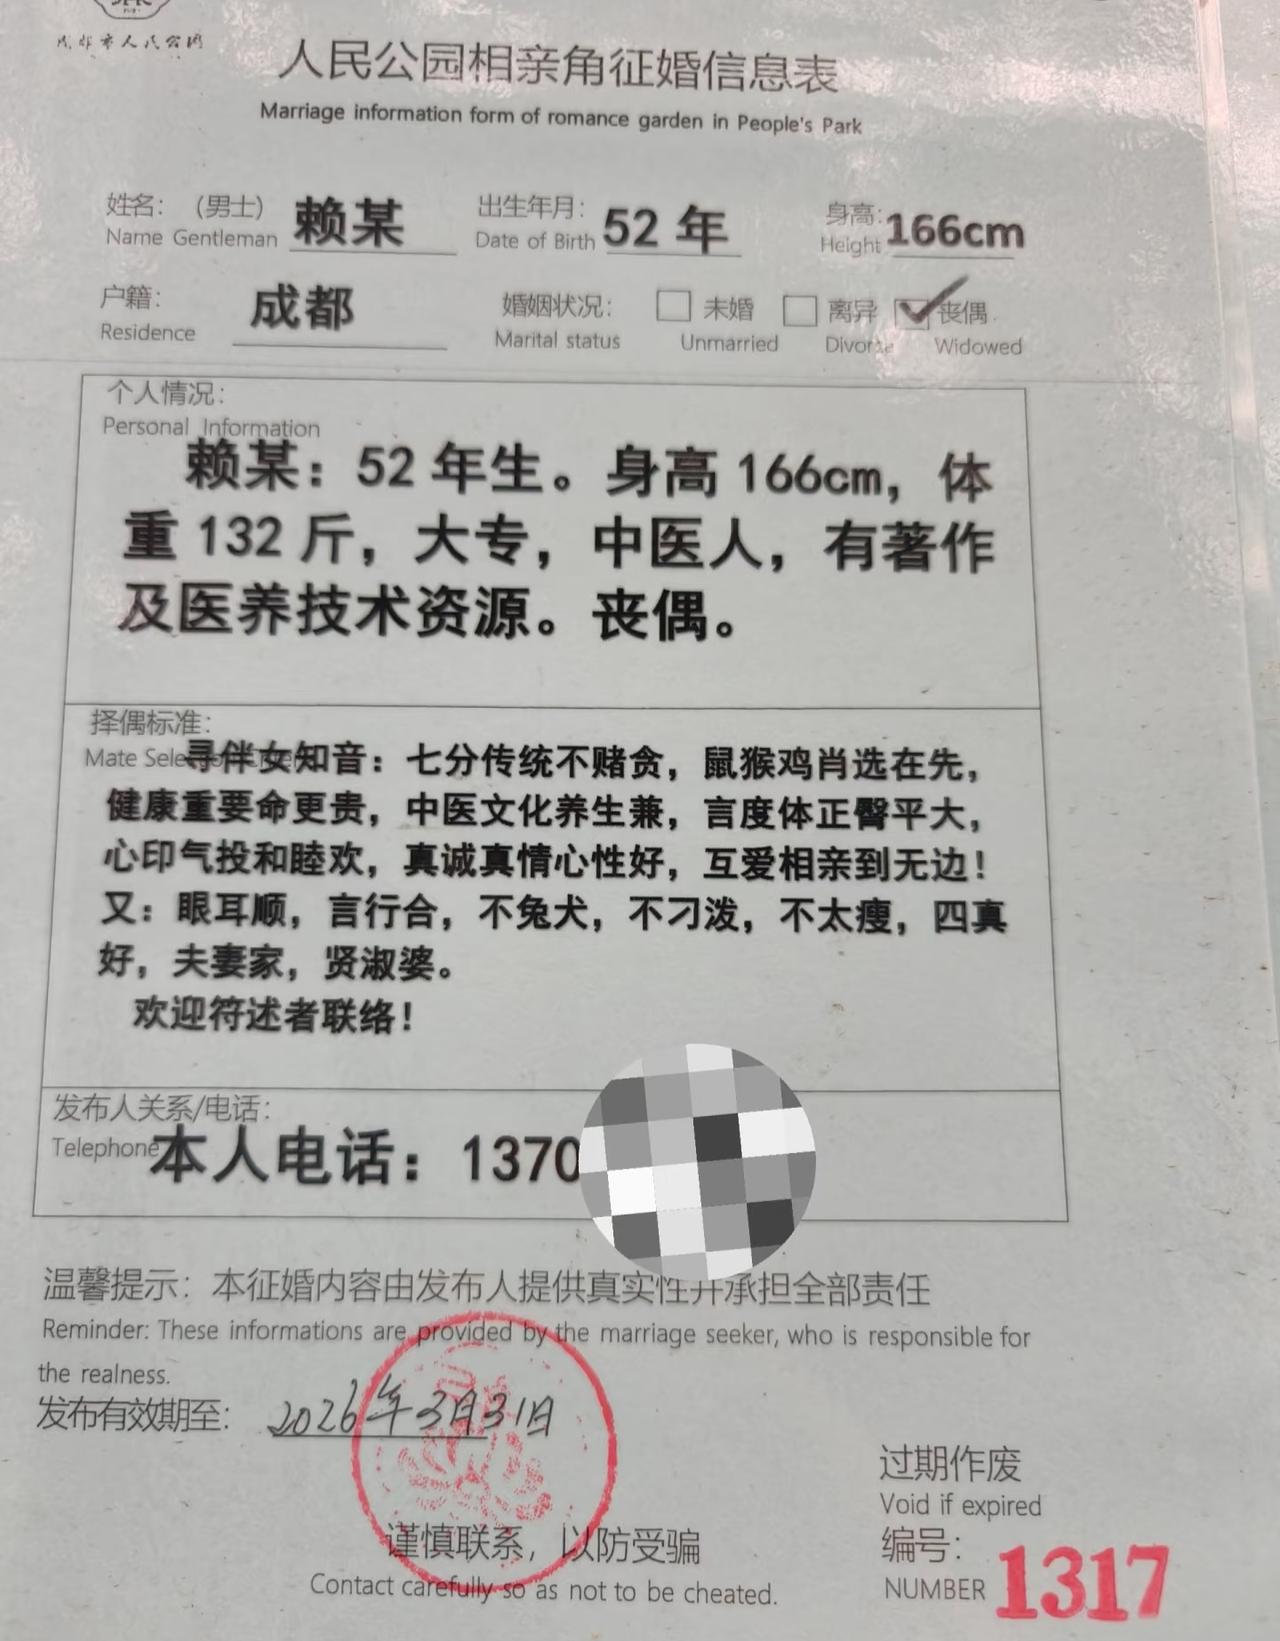 成都市人民公园
人民公园相亲角征婚信息表
Marriage information form of romance garden in People's Park
姓名：（男士） 赖某 出生年月： 52 年 身高： 166cm
Name Gentleman Date of Birth Height
户籍： 成都 婚姻状况： 未婚 离异 丧偶
Residence Marital status Unmarried Divorce Widowed
个人情况：
Personal Information
赖某：52 年生。身高 166cm，体
重 132 斤，大专，中医人，有著作
及医养技术资源。丧偶。
择偶标准：
Mate Selection
寻伴女知音：七分传统不赌贪，鼠猴鸡肖选在先，
健康重要命更贵，中医文化养生兼，言度体正臀平大，
心印气投和睦欢，真诚真情心性好，互爱相亲到无边！
又：眼耳顺，言行合，不兔犬，不刁泼，不太瘦，四真
好，夫妻家，贤淑婆。
欢迎符述者联络！
发布人关系/电话：
Telephone 本人电话：1370
温馨提示：本征婚内容由发布人提供真实性并承担全部责任
Reminder: These informations are provided by the marriage seeker, who is responsible for
the realness.
发布有效期至：2026年3月31日
过期作废
Void if expired
谨慎联系，以防受骗
Contact carefully so as not to be cheated.
编号：
NUMBER 1317